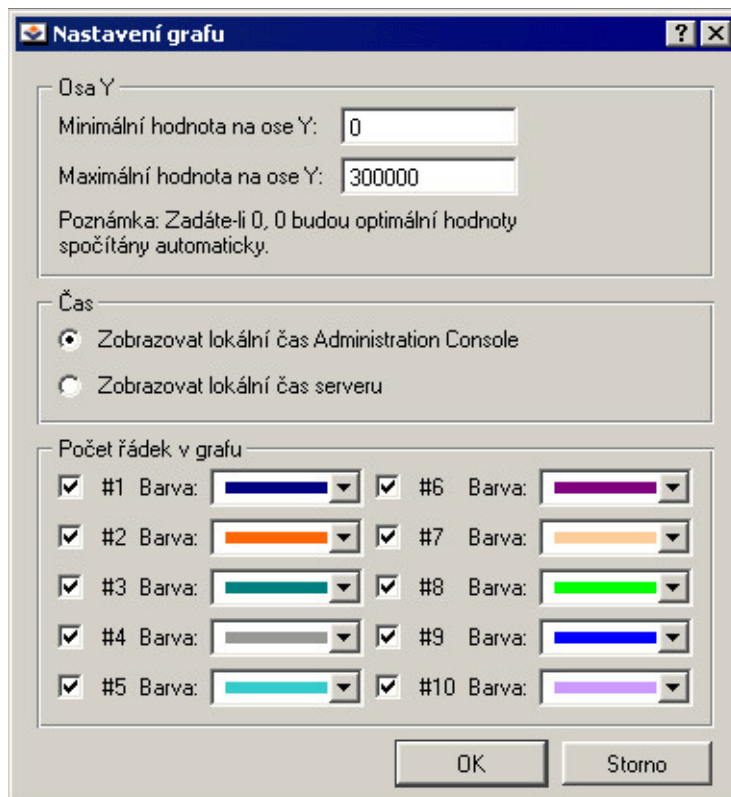 Nastavení grafu
Osa Y
Minimální hodnota na ose Y: 0
Maximální hodnota na ose Y: 300000
Poznámka: Zadáte-li 0, 0 budou optimální hodnoty
spočítány automaticky.
Čas
Zobrazovat lokální čas Administration Console
Zobrazovat lokální čas serveru
Počet řádek v grafu
#1 Barva: #6 Barva:
#2 Barva: #7 Barva:
#3 Barva: #8 Barva:
#4 Barva: #9 Barva:
#5 Barva: #10 Barva:
OK Storno